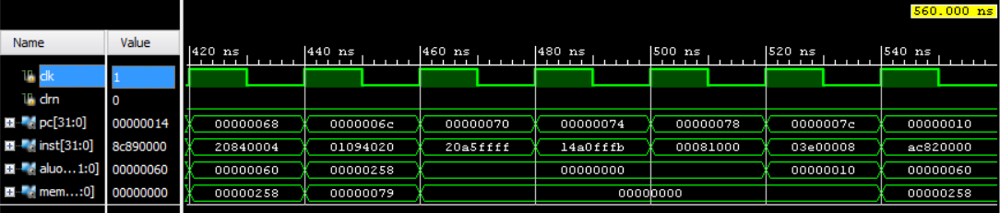 560.000 ns
Name Value
420 ns 440 ns 460 ns 480 ns 500 ns 520 ns 540 ns
clk 1
clrn 0
pc[31:0] 00000014 00000068 0000006c 00000070 00000074 00000078 0000007c 00000010
inst[31:0] 8c890000 20840004 01094020 20a5ffff 14a0fffb 00081000 03e00008 ac820000
aluo...1:0] 00000060 00000060 00000258 00000000 00000010 00000060
mem...:0] 00000000 00000258 00000079 00000000 00000258